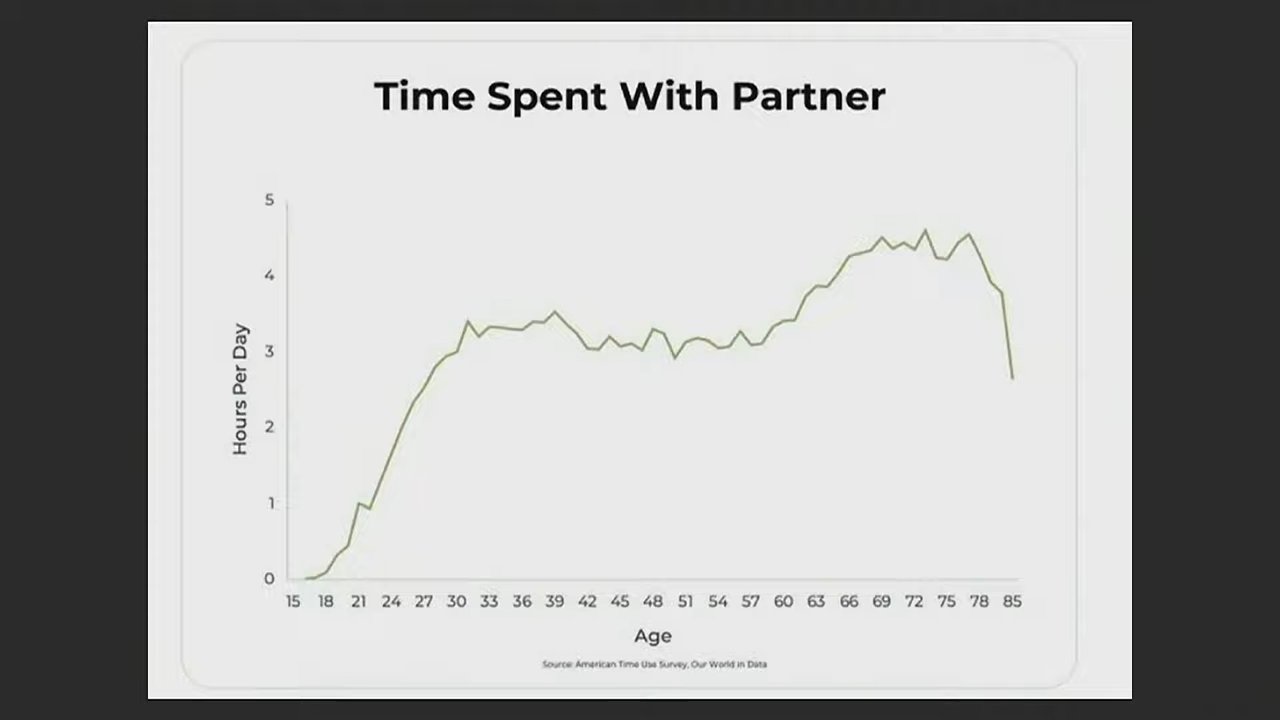 Time Spent With Partner
5
4
3
2
1
0
Hours Per Day
15 18 21 24 27 30 33 36 39 42 45 48 51 54 57 60 63 66 69 72 75 78 85
Age
Source: American Time Use Survey, Our World in Data